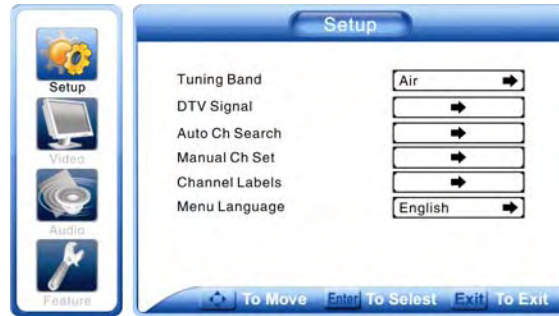 Setup
Setup
Video
Audio
Feature
Tuning Band Air
DTV Signal
Auto Ch Search
Manual Ch Set
Channel Labels
Menu Language English
To Move Enter To Selest Exit To Exit